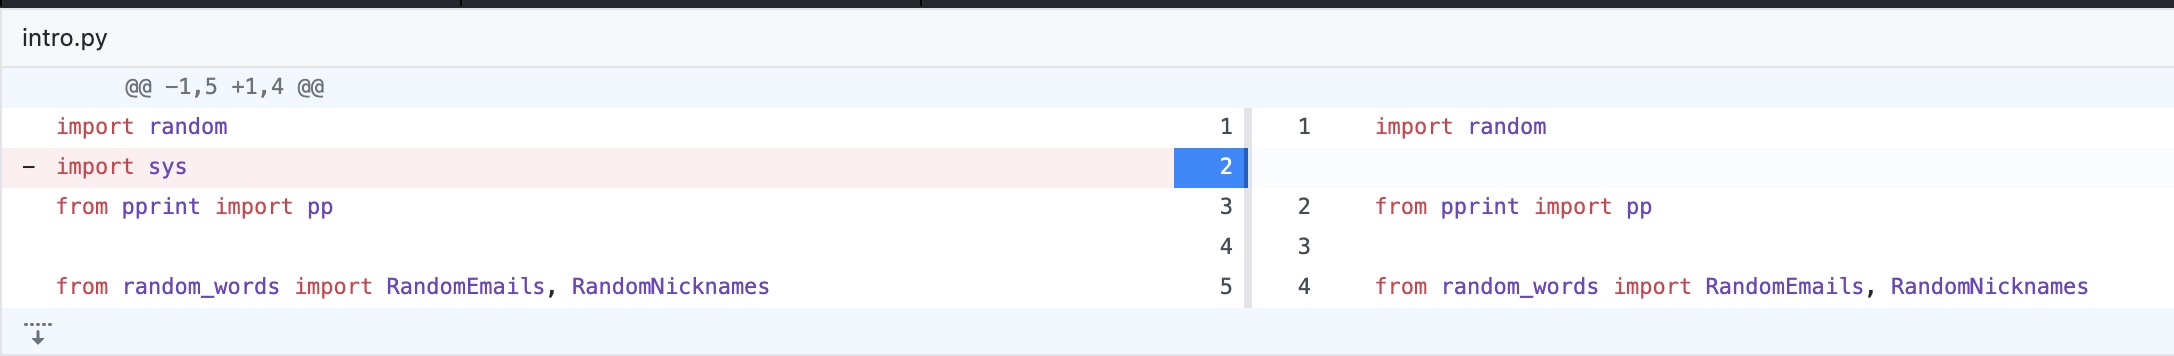 intro.py
@@ -1,5 +1,4 @@
import random 1 1 import random
- import sys 2
from pprint import pp 3 2 from pprint import pp
4 3
from random_words import RandomEmails, RandomNicknames 5 4 from random_words import RandomEmails, RandomNicknames